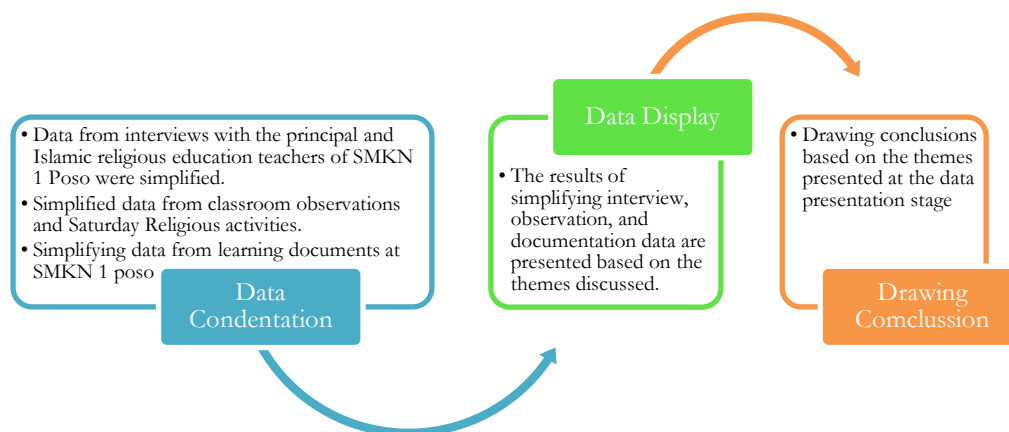 • Data from interviews with the principal and
Islamic religious education teachers of SMKN
1 Poso were simplified.
• Simplified data from classroom observations
and Saturday Religious activities.
• Simplifying data from learning documents at
SMKN 1 poso
Data
Condentation
Data Display
• The results of
simplifying interview,
observation, and
documentation data are
presented based on the
themes discussed.
• Drawing conclusions
based on the themes
presented at the data
presentation stage
Drawing
Comclussion